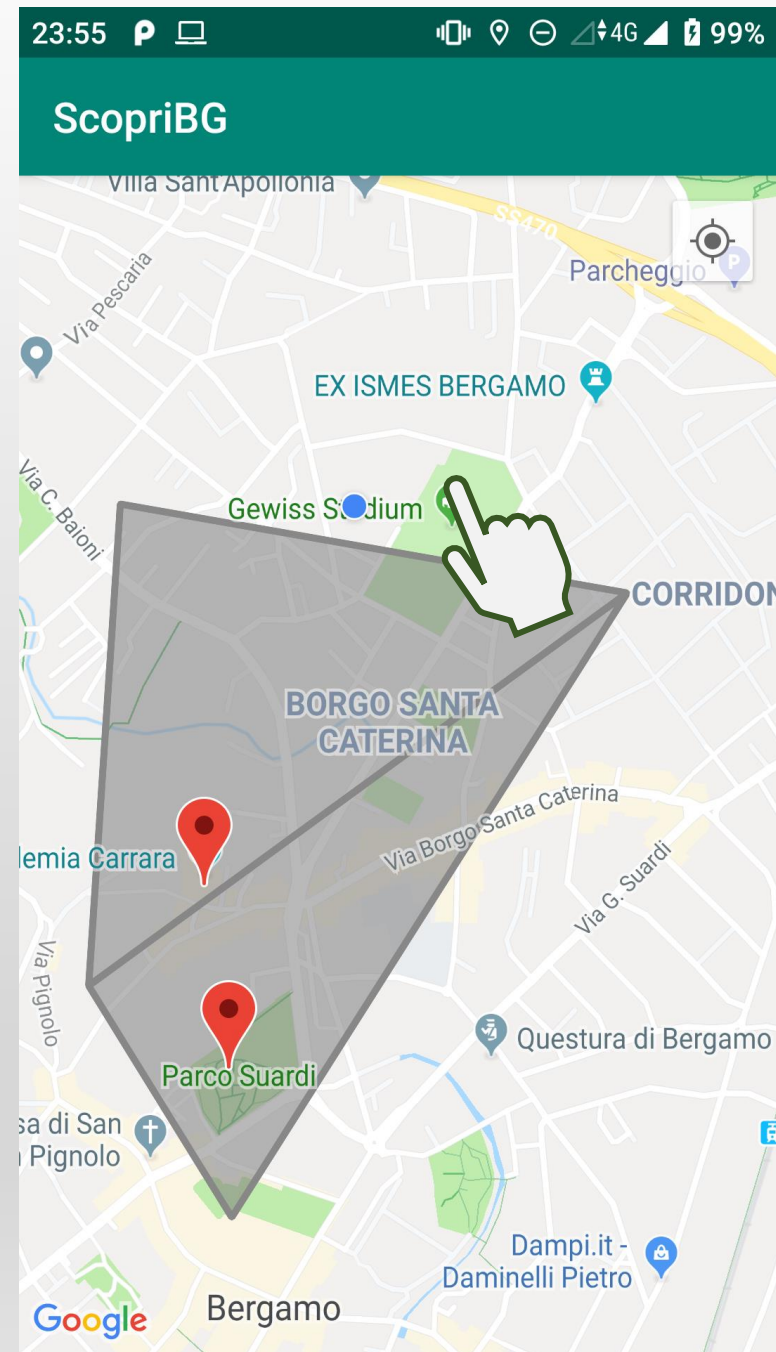 23:55
4G
99%
ScopriBG
Villa Sant'Apollonia
SS470
Parcheggio
P
Via Pescaria
EX ISMES BERGAMO
Via C. Baioni
Gewiss Stadium
CORRIDON
BORGO SANTA
CATERINA
Via Borgo Santa Caterina
lemia Carrara
Via G. Suardi
Via Pignolo
Questura di Bergamo
Parco Suardi
sa di San
Pignolo
Dampi.it -
Daminelli Pietro
Bergamo
Google